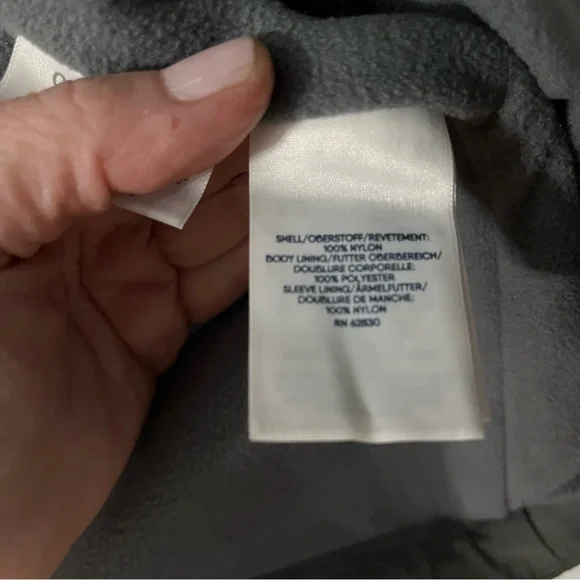 SHELL/OBERSTOFF/REVETEMENT:
100% NYLON
BODY LINING/FUTTER OBERBEREICH/
DOUBLURE CORPORELLE:
100% POLYESTER
SLEEVE LINING/ÄRMELFUTTER/
DOUBLURE DE MANCHE:
100% NYLON
RN 62830